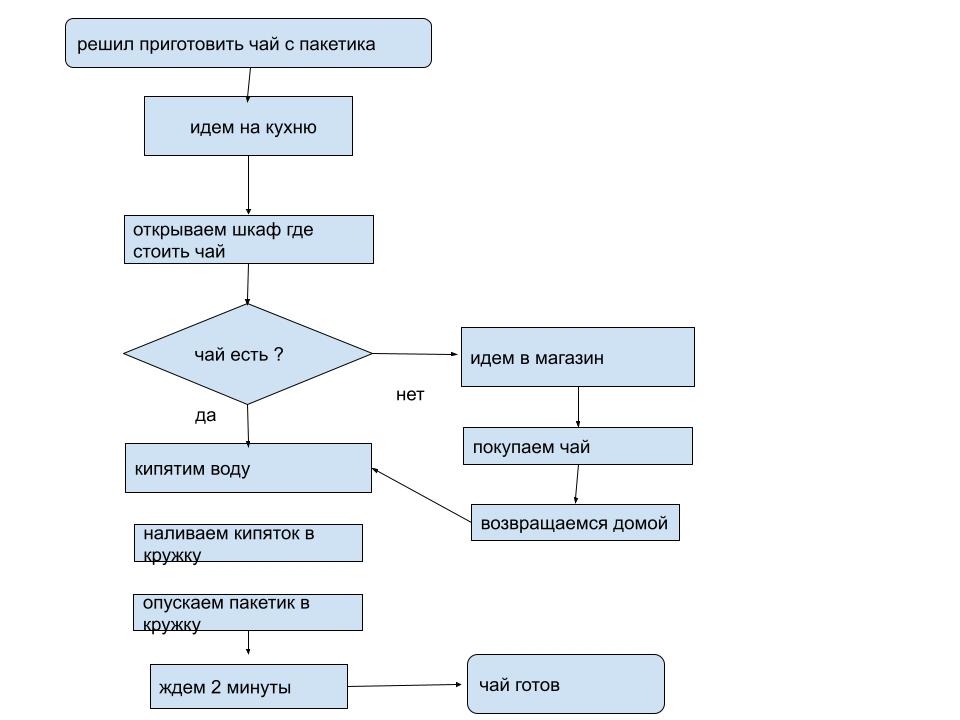 решил приготовить чай с пакетика
идем на кухню
открываем шкаф где
стоить чай
чай есть ?
да
нет
идем в магазин
покупаем чай
возвращаемся домой
кипятим воду
наливаем кипяток в
кружку
опускаем пакетик в
кружку
ждем 2 минуты
чай готов